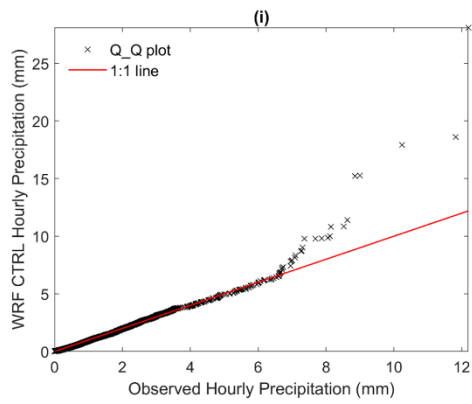 (i)
Q_Q plot
1:1 line
WRF CTRL Hourly Precipitation (mm)
25
20
15
10
5
0
0
2
4
6
8
10
12
Observed Hourly Precipitation (mm)